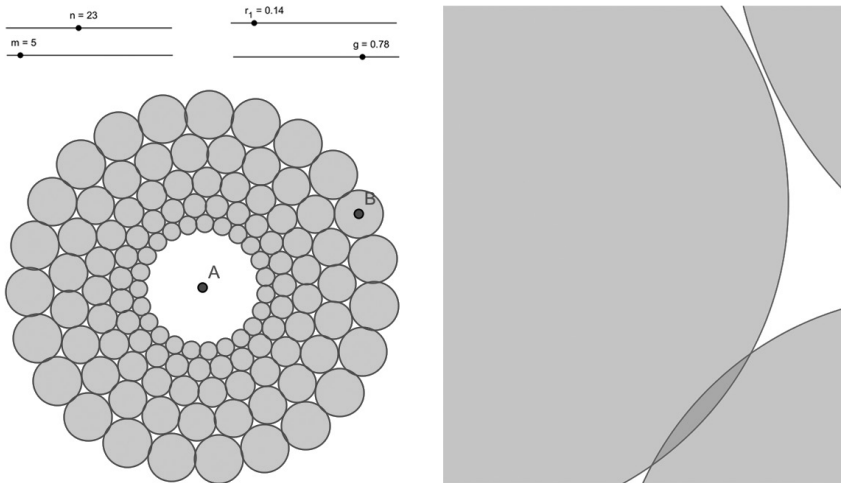 n = 23
m = 5
r₁ = 0.14
g = 0.78
B
A